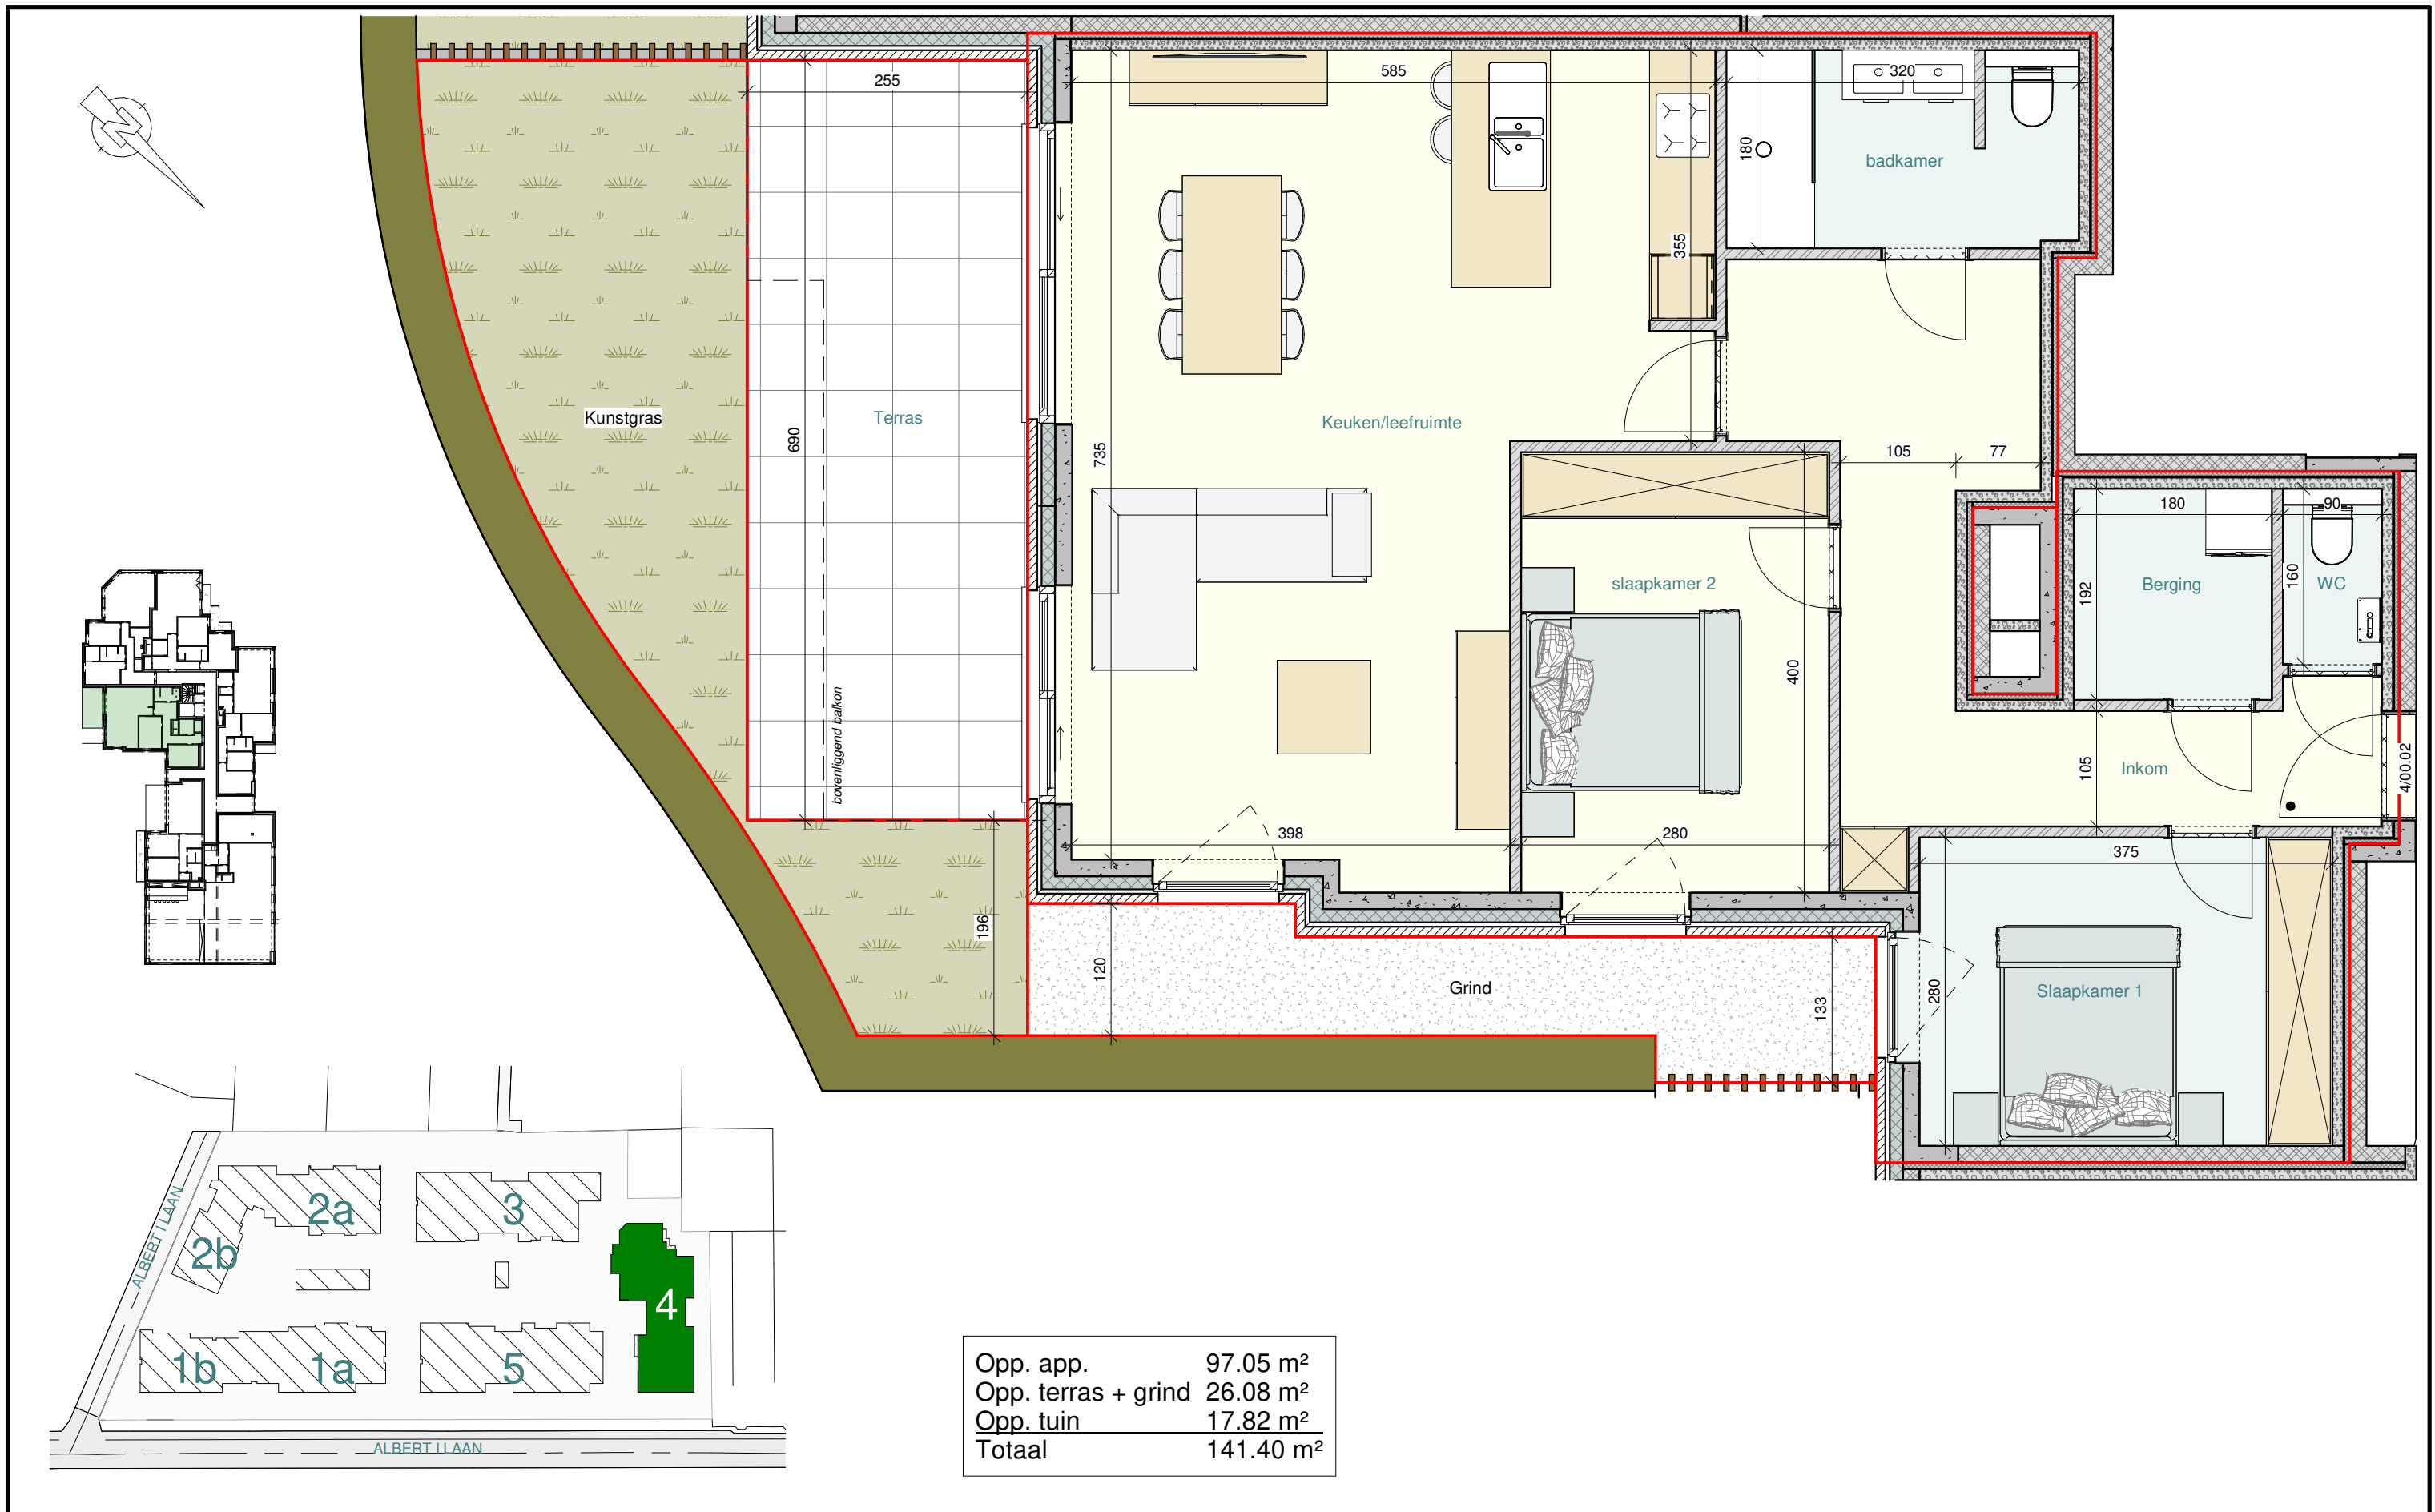 N
255
585
320
180
badkamer
355
Kunstgras
Terras
690
Keuken/leefruimte
735
105
77
180
90
slaapkamer 2
192
Berging
160
WC
400
bovenliggend balkon
105
Inkom
4/00.02
398
280
375
196
120
Grind
133
280
Slaapkamer 1
2a
3
2b
4
1b
1a
5
ALBERT I LAAN
ALBERT I LAAN
Opp. app. 97.05 m²
Opp. terras + grind 26.08 m²
Opp. tuin 17.82 m²
Totaal 141.40 m²